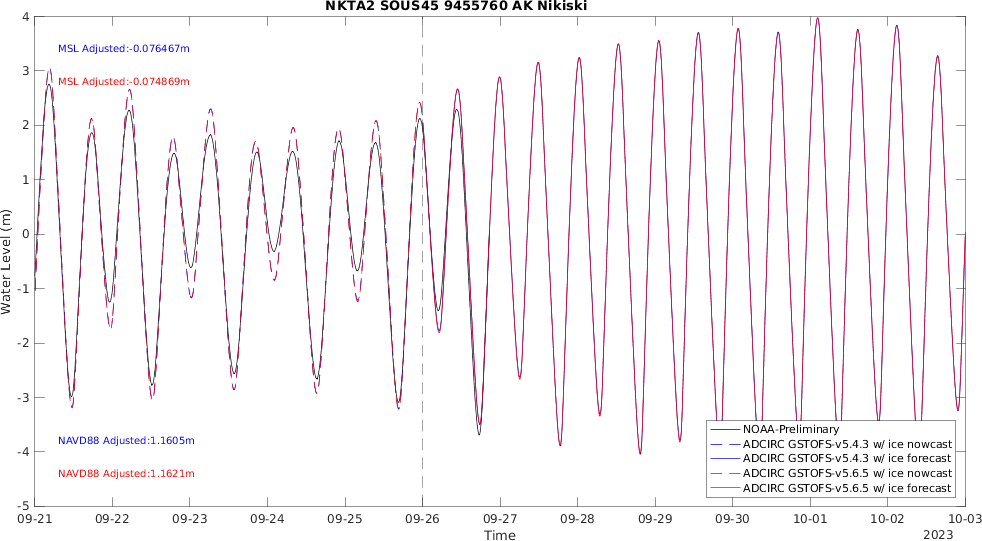 NKTA2 SOUS45 9455760 AK Nikiski
4
3
2
1
0
-1
-2
-3
-4
-5
Water Level (m)
MSL Adjusted:-0.076467m
MSL Adjusted:-0.074869m
NAVD88 Adjusted:1.1605m
NAVD88 Adjusted:1.1621m
NOAA-Preliminary
ADCIRC GSTOFS-v5.4.3 w/ ice nowcast
ADCIRC GSTOFS-v5.4.3 w/ ice forecast
ADCIRC GSTOFS-v5.6.5 w/ ice nowcast
ADCIRC GSTOFS-v5.6.5 w/ ice forecast
09-21 09-22 09-23 09-24 09-25 09-26 09-27 09-28 09-29 09-30 10-01 10-02 10-03
Time
2023